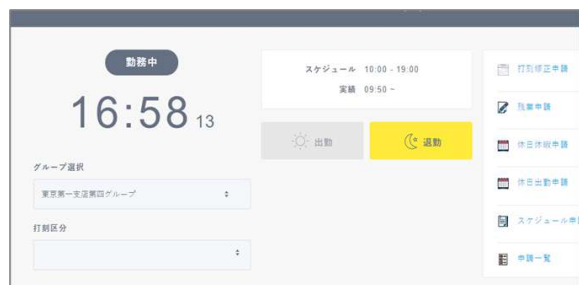 勤務中
16:58 13
グループ選択
東京第一支店第四グループ
打刻区分
スケジュール 10:00 - 19:00
実績 09:50 ~
出勤
退勤
打刻修正申請
残業申請
休日休暇申請
休日出勤申請
スケジュール申
申請一覧